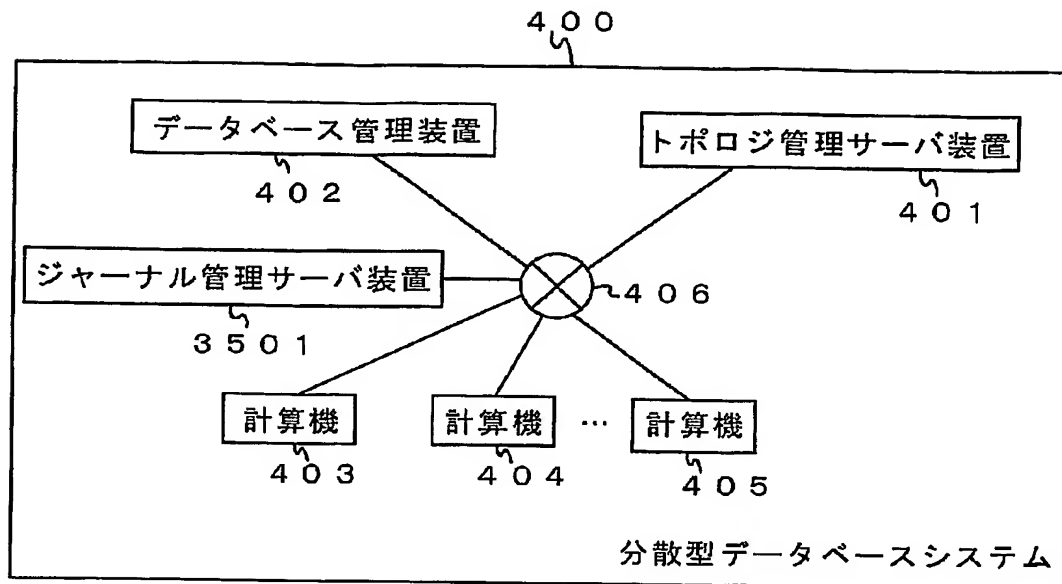 ４００
データベース管理装置
４０２
トポロジ管理サーバ装置
４０１
ジャーナル管理サーバ装置
３５０１
４０６
計算機
４０３
計算機
４０４
…
計算機
４０５
分散型データベースシステム